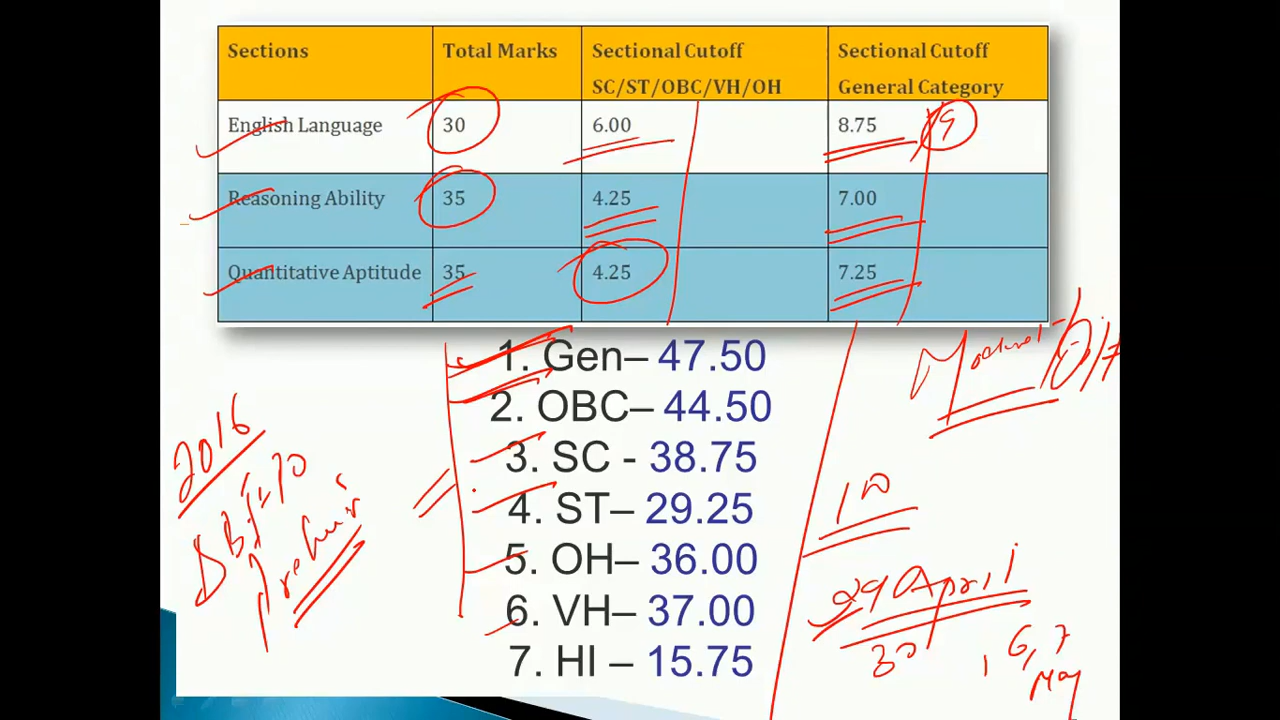 Sections Total Marks Sectional Cutoff SC/ST/OBC/VH/OH Sectional Cutoff General Category
English Language 30 6.00 8.75 9
Reasoning Ability 35 4.25 7.00
Quantitative Aptitude 35 4.25 7.25
1. Gen– 47.50
2. OBC– 44.50
3. SC - 38.75
4. ST– 29.25
5. OH– 36.00
6. VH– 37.00
7. HI – 15.75
2016
29 April
30
6, 7
May